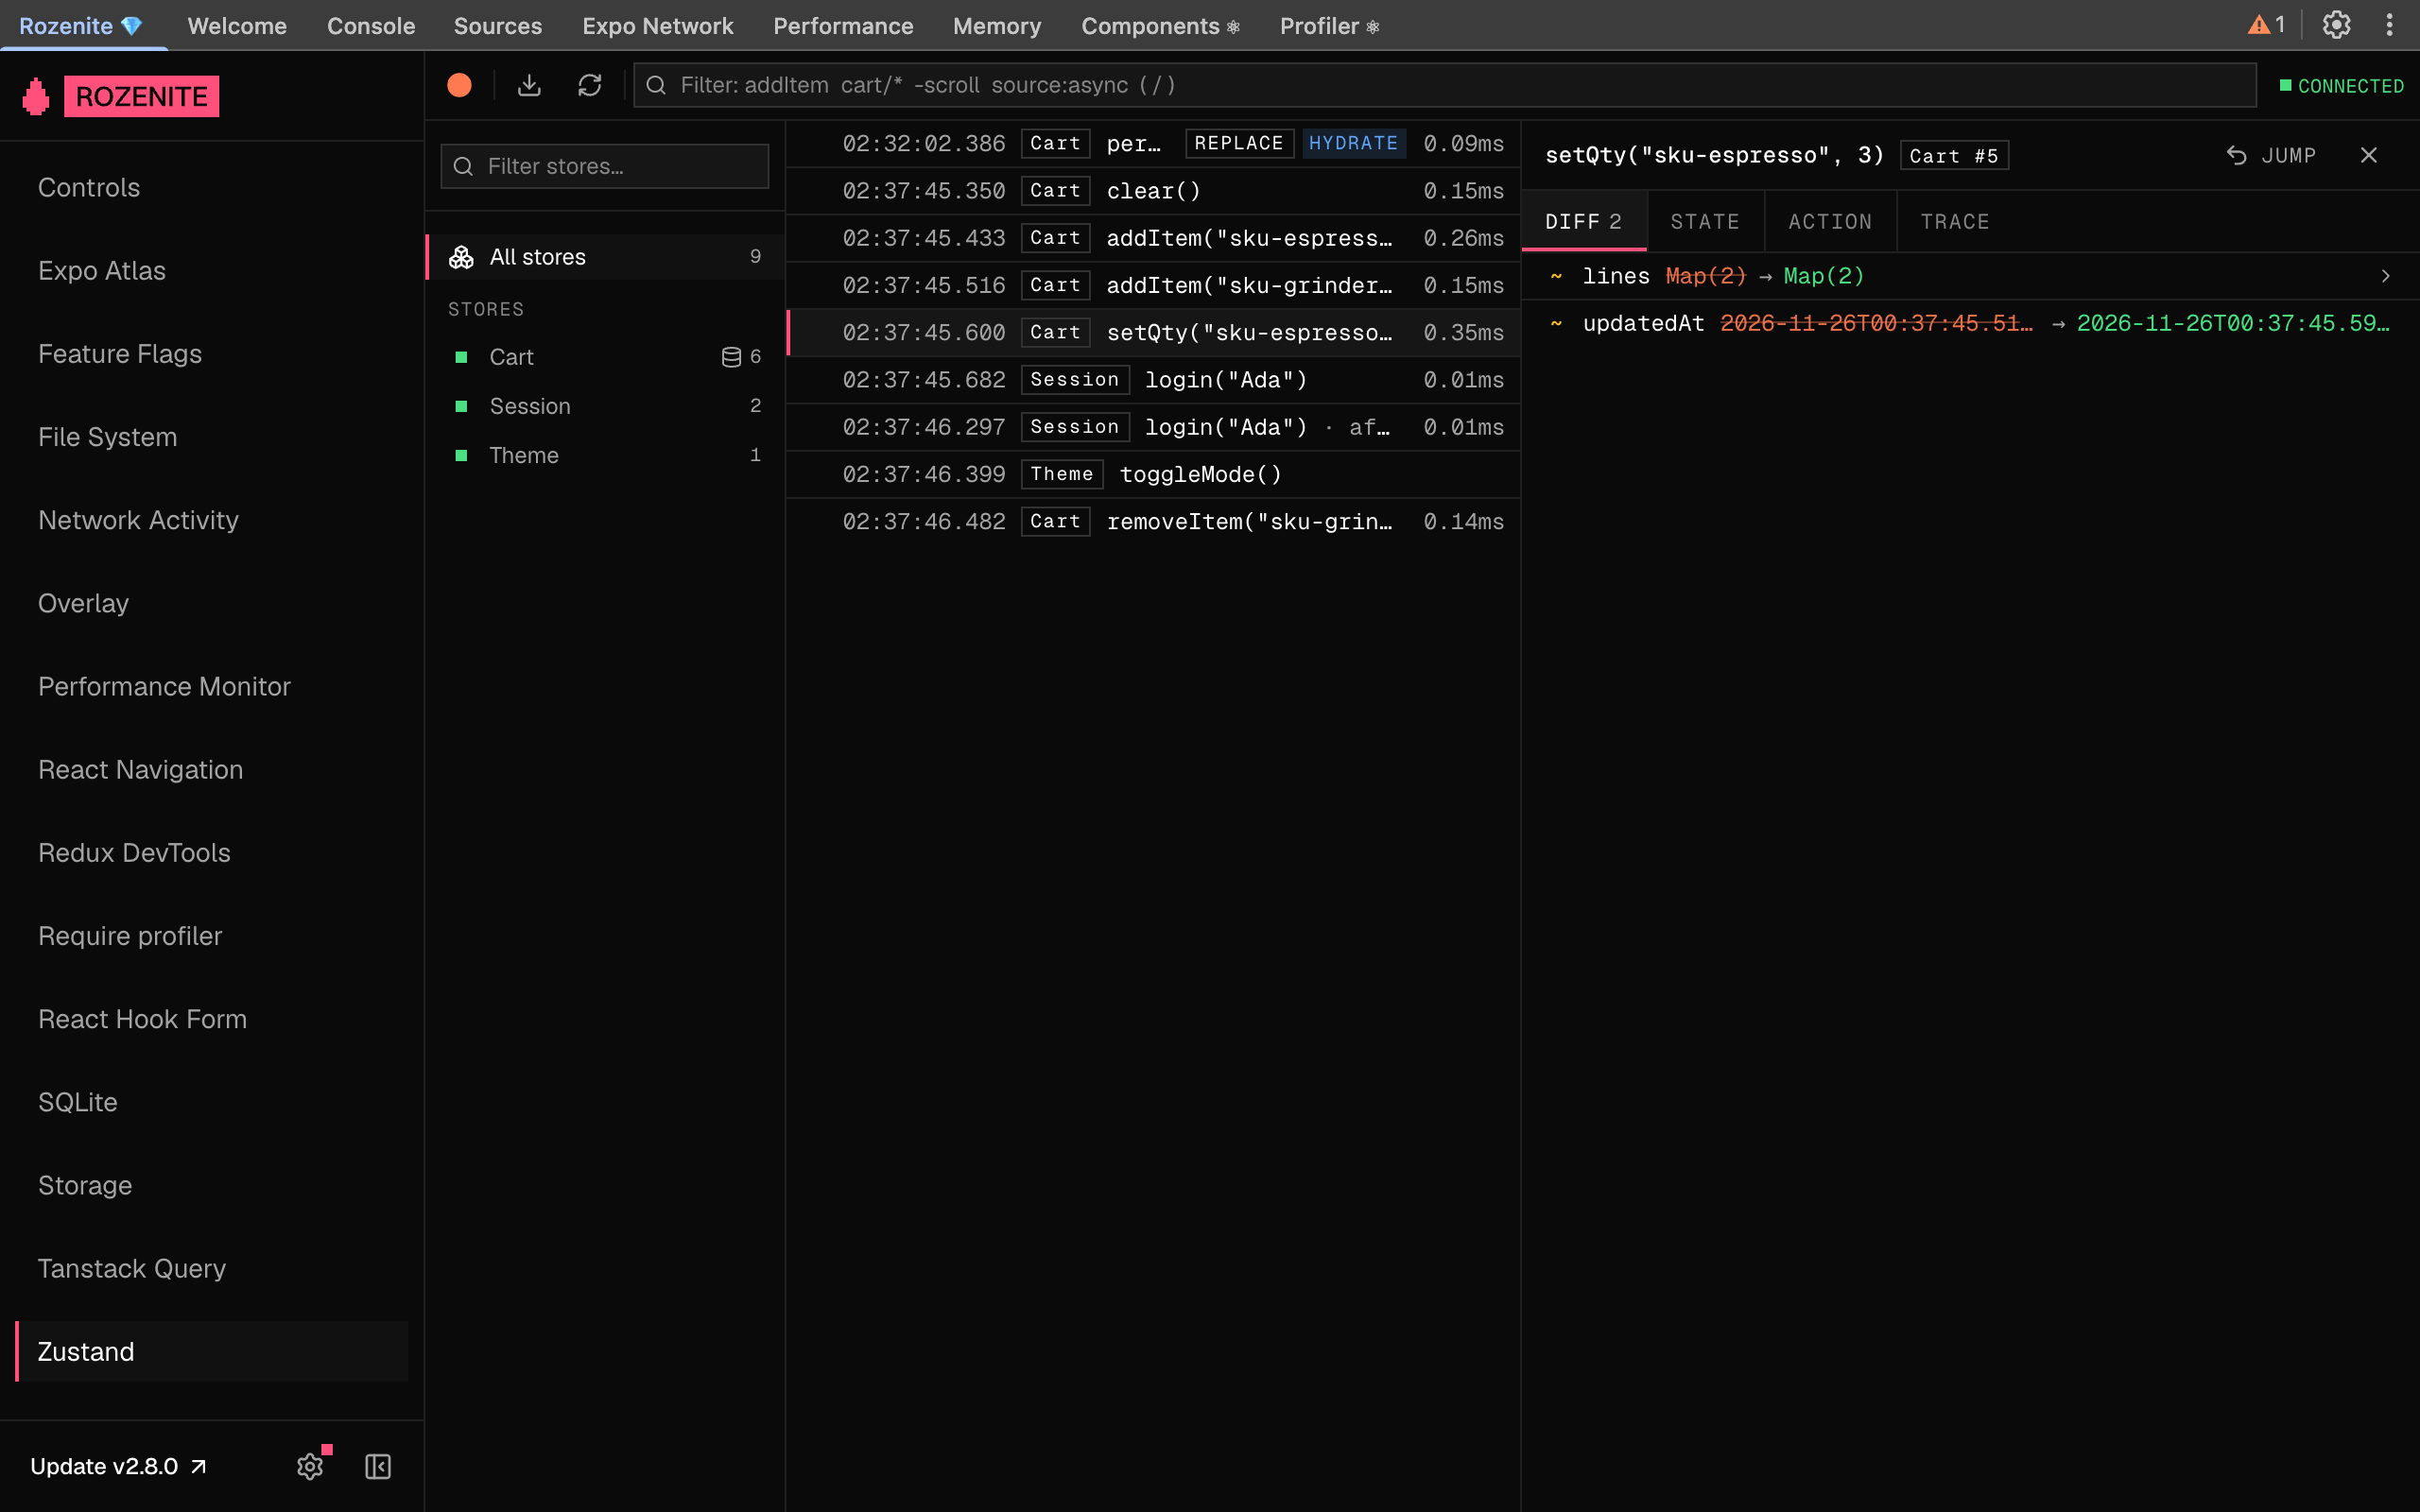 Rozenite 💎 Welcome Console Sources Expo Network Performance Memory Components ⚛ Profiler ⚛ 1
ROZENITE
Controls
Expo Atlas
Feature Flags
File System
Network Activity
Overlay
Performance Monitor
React Navigation
Redux DevTools
Require profiler
React Hook Form
SQLite
Storage
Tanstack Query
Zustand
Update v2.8.0
Filter: addItem cart/* -scroll source:async (/)
CONNECTED
Filter stores…
All stores 9
STORES
Cart 6
Session 2
Theme 1
02:32:02.386 Cart per… REPLACE HYDRATE 0.09ms
02:37:45.350 Cart clear() 0.15ms
02:37:45.433 Cart addItem("sku-espress… 0.26ms
02:37:45.516 Cart addItem("sku-grinder… 0.15ms
02:37:45.600 Cart setQty("sku-espresso… 0.35ms
02:37:45.682 Session login("Ada") 0.01ms
02:37:46.297 Session login("Ada") · af… 0.01ms
02:37:46.399 Theme toggleMode()
02:37:46.482 Cart removeItem("sku-grin… 0.14ms
setQty("sku-espresso", 3) Cart #5 JUMP
DIFF 2 STATE ACTION TRACE
~ lines Map(2) → Map(2)
~ updatedAt 2026-11-26T00:37:45.51… → 2026-11-26T00:37:45.59…